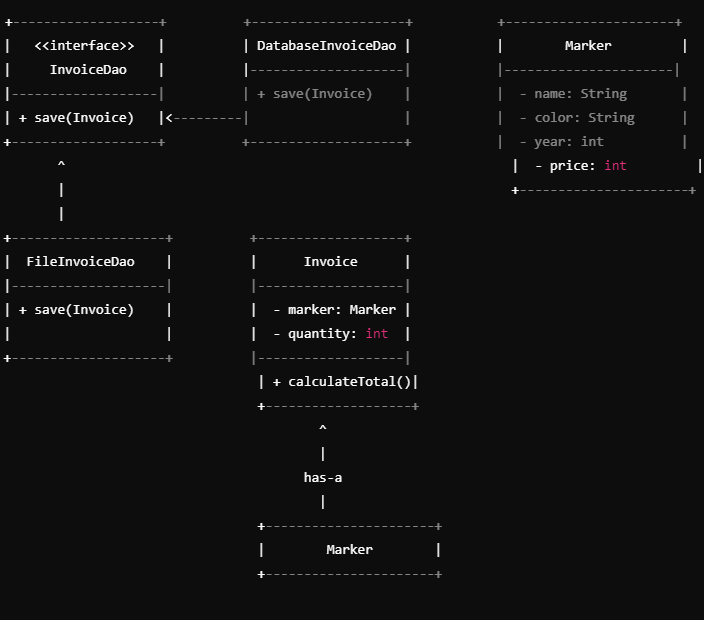 +-------------------+          +--------------------+            +----------------------+
|   <<interface>>   |          | DatabaseInvoiceDao |            |        Marker         |
|     InvoiceDao    |          |--------------------|            |----------------------|
|-------------------|          | + save(Invoice)    |           |  - name: String       |
| + save(Invoice)   |<---------|                    |           |  - color: String      |
+-------------------+          +--------------------+           |  - year: int          |
       ^                                                          |  - price: int         |
       |                                                          +----------------------+
       |
+--------------------+          +-------------------+
|  FileInvoiceDao    |          |      Invoice      |
|--------------------|          |-------------------|
| + save(Invoice)    |          |  - marker: Marker |
|                    |          |  - quantity: int  |
+--------------------+          |-------------------|
                                 | + calculateTotal()|
                                 +-------------------+
                                         ^
                                         |
                                       has-a
                                         |
                                 +----------------------+
                                 |        Marker        |
                                 +----------------------+